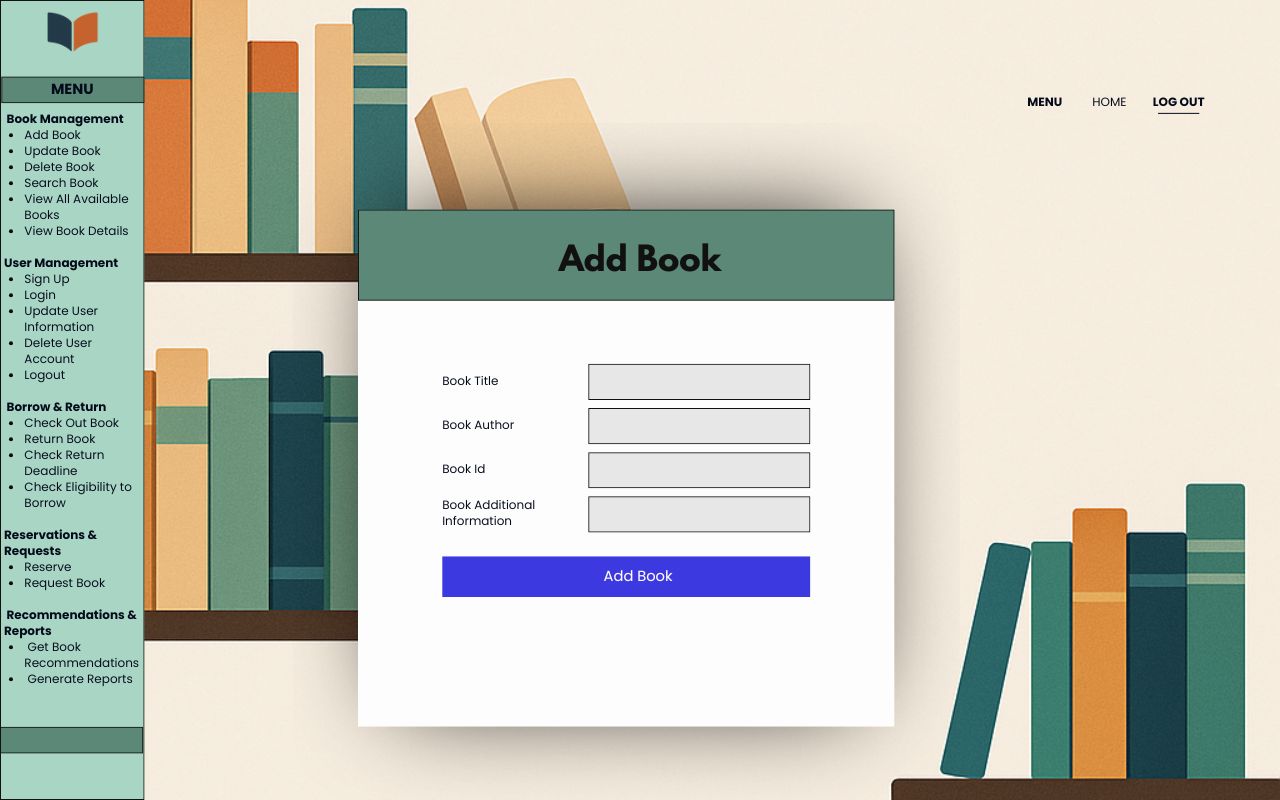 MENU
Book Management
• Add Book
• Update Book
• Delete Book
• Search Book
• View All Available
Books
• View Book Details
User Management
• Sign Up
• Login
• Update User
Information
• Delete User
Account
• Logout
Borrow & Return
• Check Out Book
• Return Book
• Check Return
Deadline
• Check Eligibility to
Borrow
Reservations &
Requests
• Reserve
• Request Book
Recommendations &
Reports
• Get Book
Recommendations
• Generate Reports
MENU HOME LOG OUT
Add Book
Book Title
Book Author
Book Id
Book Additional
Information
Add Book